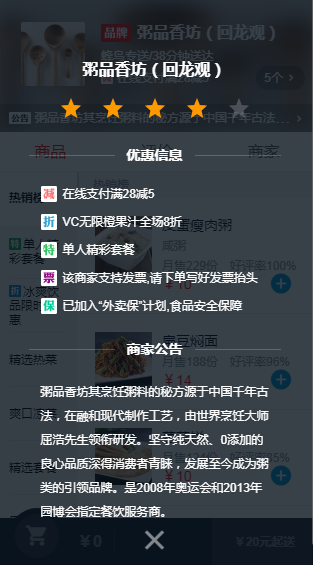 品牌 粥品香坊（回龙观）
蜂鸟专送/38分钟送达
粥品香坊（回龙观）
5个
公告 粥品香坊其烹饪粥料的秘方源于中国千年古法，
商品
商家
优惠信息
热销榜
减 在线支付满28减5
折 VC无限橙果汁全场8折
皮蛋瘦肉粥
咸粥
特 单人精彩套餐
月售229份 好评率100%
￥10
票 该商家支持发票,请下单写好发票抬头
保 已加入“外卖保”计划,食品安全保障
商家公告
扁豆焖面
精选热菜
月售188份 好评率96%
￥14
粥品香坊其烹饪粥料的秘方源于中国千年古
法，在融和现代制作工艺，由世界烹饪大师
屈浩先生领衔研发。坚守纯天然、0添加的
良心品质深得消费者青睐，发展至今成为粥
类的引领品牌。是2008年奥运会和2013年
园博会指定餐饮服务商。
￥10
￥0
￥20元起送